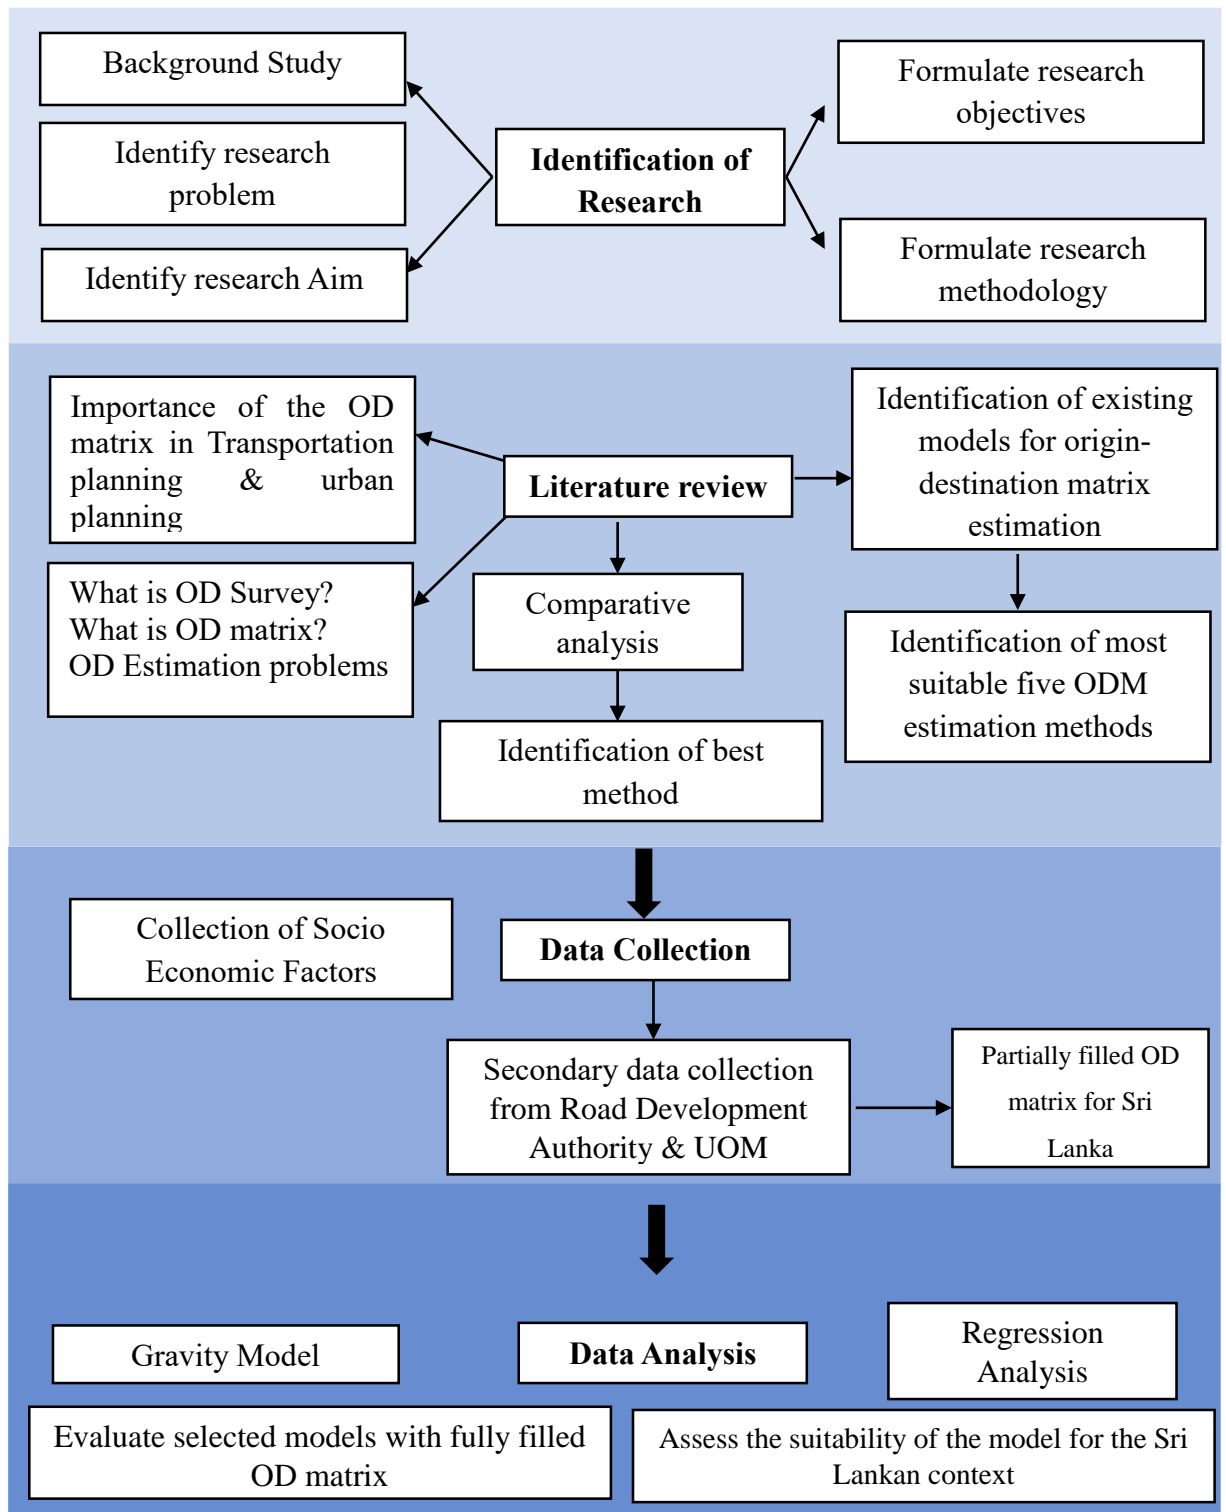 Background Study
Identify research
problem
Identify research Aim
Identification of
Research
Formulate research
objectives
Formulate research
methodology
Importance of the OD
matrix in Transportation
planning & urban
planning
What is OD Survey?
What is OD matrix?
OD Estimation problems
Literature review
Comparative
analysis
Identification of best
method
Identification of existing
models for origin-
destination matrix
estimation
Identification of most
suitable five ODM
estimation methods
Collection of Socio
Economic Factors
Data Collection
Secondary data collection
from Road Development
Authority & UOM
Partially filled OD
matrix for Sri
Lanka
Gravity Model
Data Analysis
Regression
Analysis
Evaluate selected models with fully filled
OD matrix
Assess the suitability of the model for the Sri
Lankan context